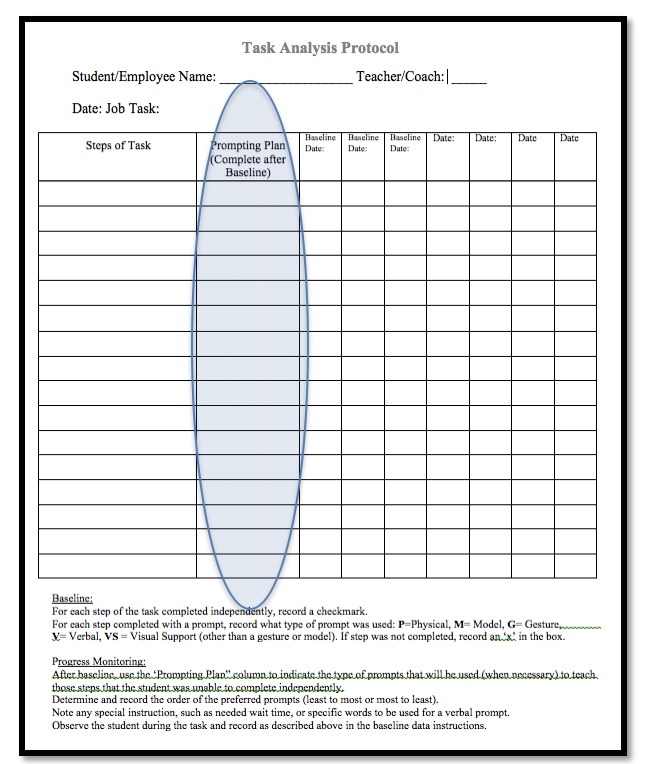 Task Analysis Protocol
Student/Employee Name: ___________________ Teacher/Coach: _____
Date: Job Task:
Steps of Task
Prompting Plan
(Complete after
Baseline)
Baseline
Date:
Baseline
Date:
Baseline
Date:
Date:
Date:
Date
Date
Baseline:
For each step of the task completed independently, record a checkmark.
For each step completed with a prompt, record what type of prompt was used: P=Physical, M= Model, G= Gesture,
V= Verbal, VS = Visual Support (other than a gesture or model). If step was not completed, record an ‘x’ in the box.
Progress Monitoring:
After baseline, use the ‘Prompting Plan” column to indicate the type of prompts that will be used (when necessary) to teach
those steps that the student was unable to complete independently.
Determine and record the order of the preferred prompts (least to most or most to least).
Note any special instruction, such as needed wait time, or specific words to be used for a verbal prompt.
Observe the student during the task and record as described above in the baseline data instructions.